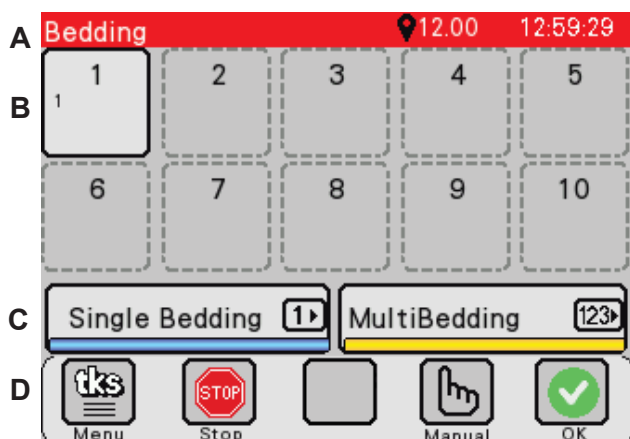 A Bedding 12.00 12:59:29
B 1 2 3 4 5
1
6 7 8 9 10
C Single Bedding 1 MultiBedding 123
D tks STOP
Menu Stop Manual OK